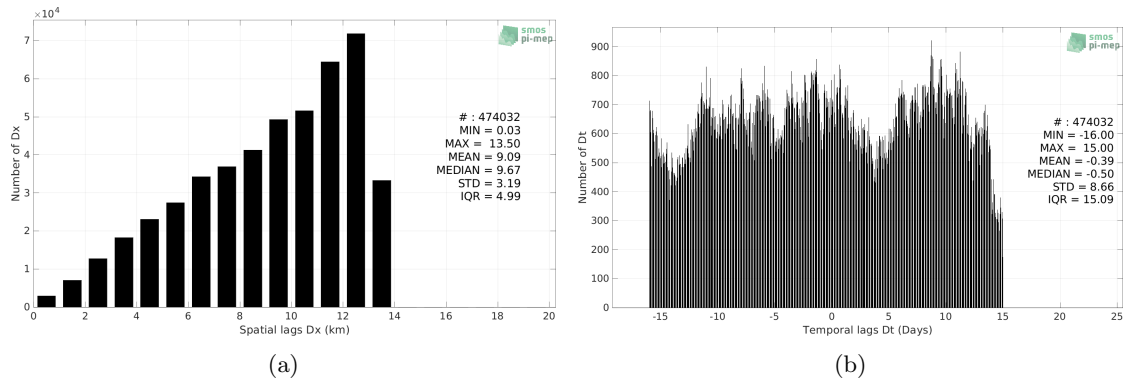 ×10⁴
7
6
5
4
3
2
1
0
Number of Dx
0 2 4 6 8 10 12 14 16 18 20
Spatial lags Dx (km)
smos
pi-mep
# : 474032
MIN = 0.03
MAX = 13.50
MEAN = 9.09
MEDIAN = 9.67
STD = 3.19
IQR = 4.99
(a)
900
800
700
600
500
400
300
200
100
0
Number of Dt
-15 -10 -5 0 5 10 15 20 25
Temporal lags Dt (Days)
smos
pi-mep
# : 474032
MIN = -16.00
MAX = 15.00
MEAN = -0.39
MEDIAN = -0.50
STD = 8.66
IQR = 15.09
(b)